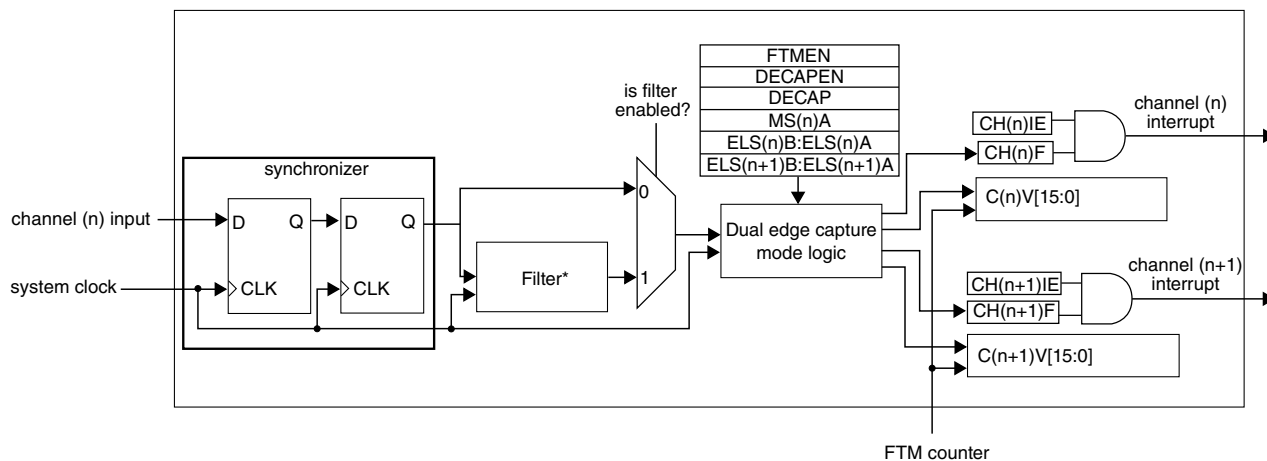 FTMEN
DECAPEN
DECAP
MS(n)A
ELS(n)B:ELS(n)A
ELS(n+1)B:ELS(n+1)A
is filter
enabled?
synchronizer
channel (n) input
D Q
CLK
D Q
CLK
system clock
Filter*
0
1
Dual edge capture
mode logic
CH(n)IE
CH(n)F
channel (n)
interrupt
C(n)V[15:0]
CH(n+1)IE
CH(n+1)F
channel (n+1)
interrupt
C(n+1)V[15:0]
FTM counter